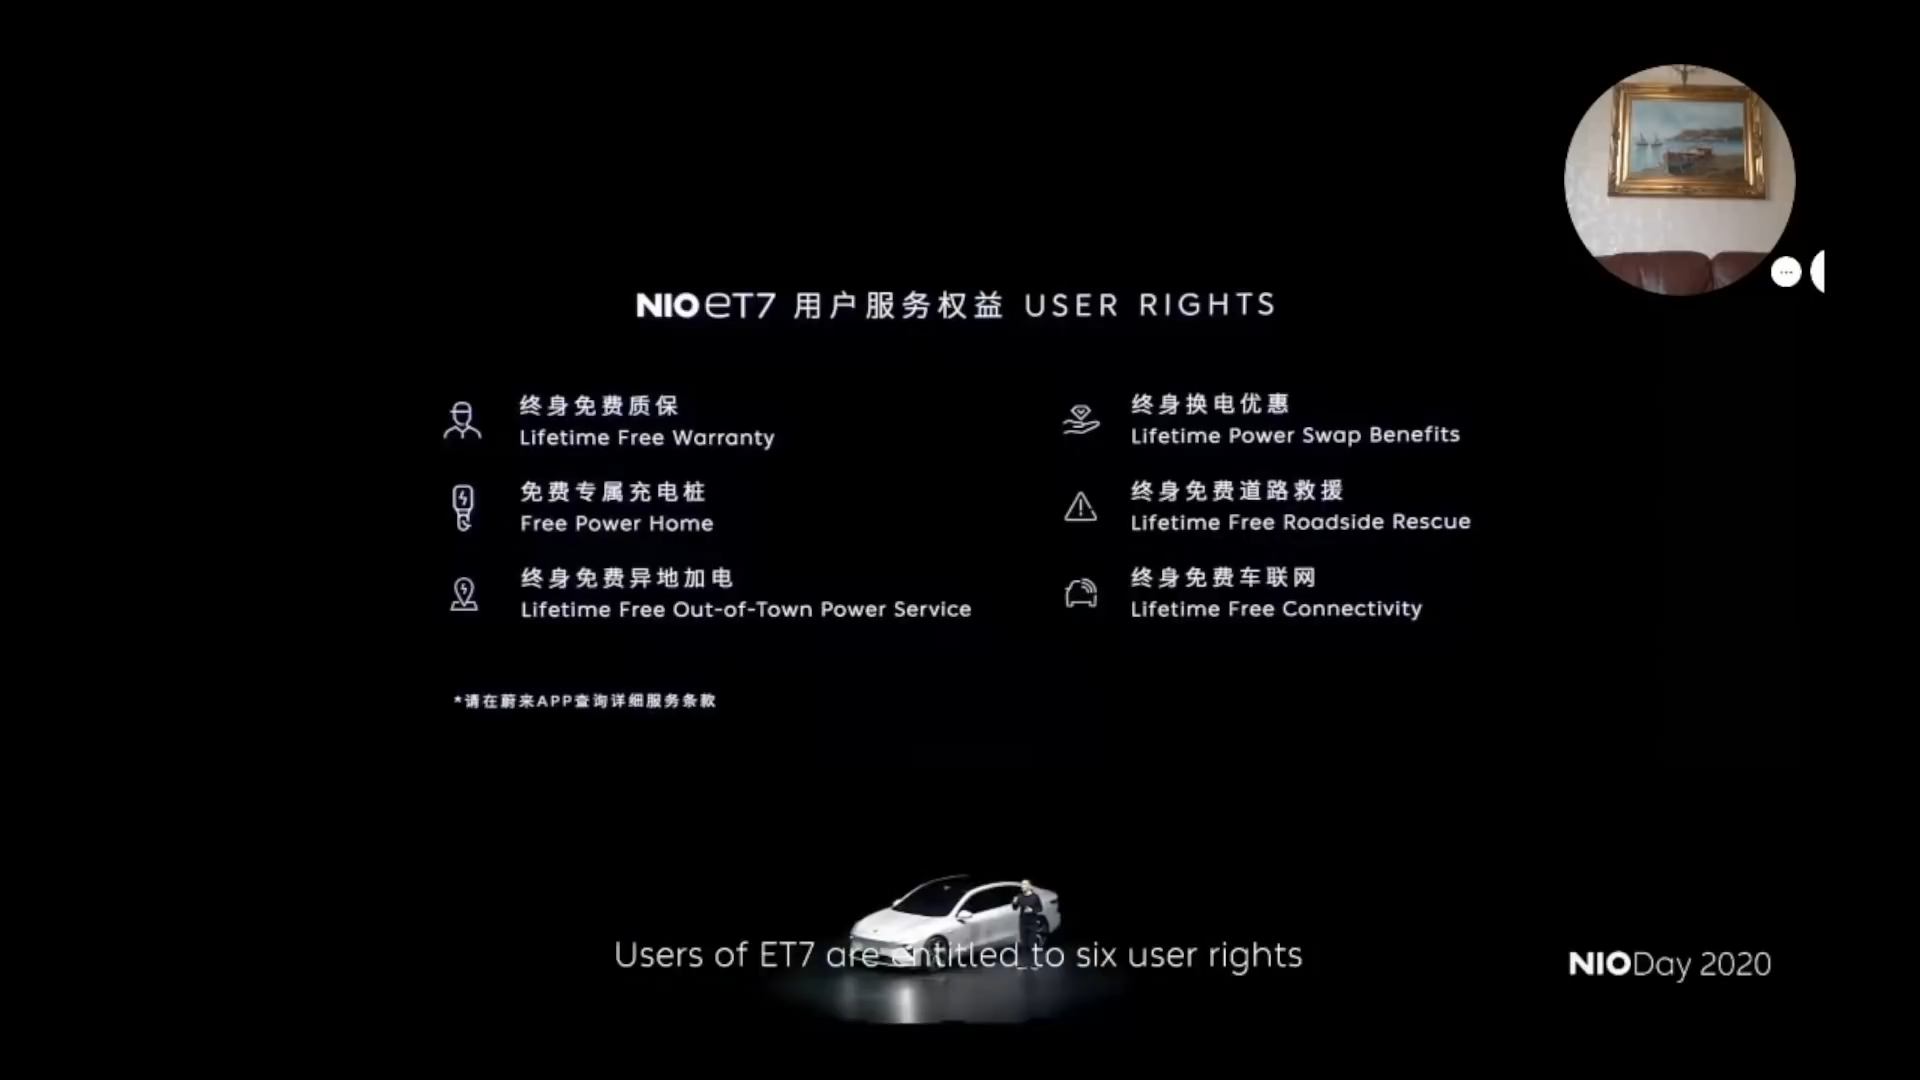 NIO eT7 用户服务权益 USER RIGHTS
终身免费质保
Lifetime Free Warranty
免费专属充电桩
Free Power Home
终身免费异地加电
Lifetime Free Out-of-Town Power Service
终身换电优惠
Lifetime Power Swap Benefits
终身免费道路救援
Lifetime Free Roadside Rescue
终身免费车联网
Lifetime Free Connectivity
*请在蔚来APP查询详细服务条款
Users of ET7 are entitled to six user rights
NIO Day 2020